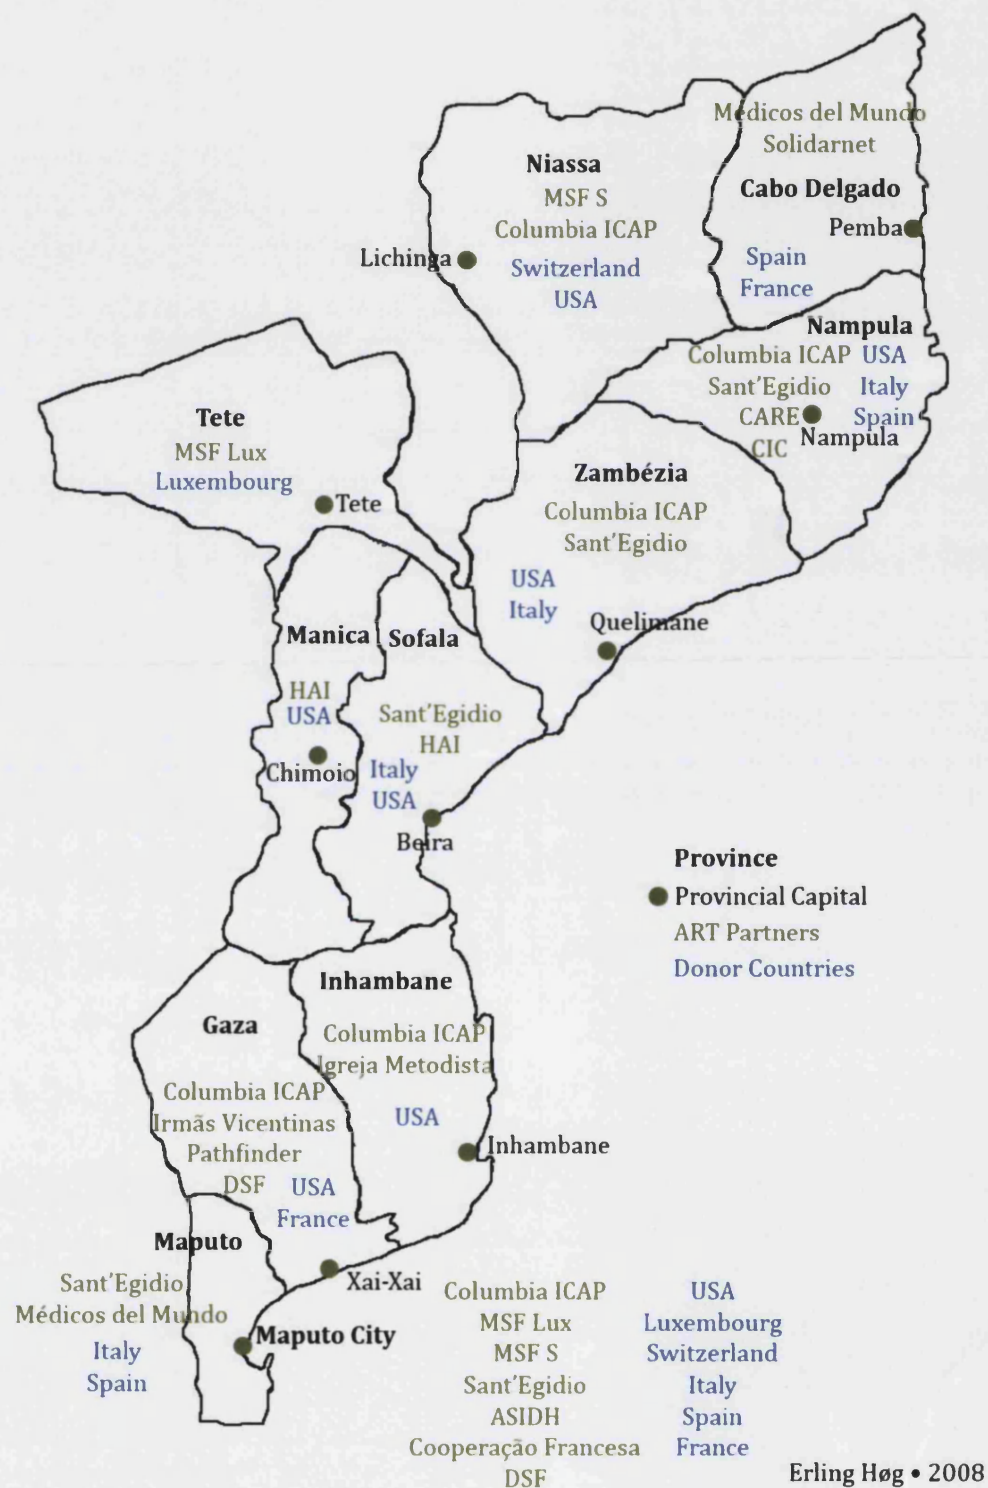 Médicos del Mundo
Solidarnet
Cabo Delgado
Pemba
Spain
France
Niassa
MSF S
Columbia ICAP
Lichinga
Switzerland
USA
Nampula
Columbia ICAP USA
Sant'Egidio Italy
CARE Spain
Nampula
CIC
Tete
MSF Lux
Luxembourg
Tete
Zambézia
Columbia ICAP
Sant'Egidio
USA
Italy
Quelimane
Manica
HAI
USA
Chimoio
Sofala
Sant'Egidio
HAI
Italy
USA
Beira
Province
Provincial Capital
ART Partners
Donor Countries
Inhambane
Columbia ICAP
Igreja Metodista
USA
Inhambane
Gaza
Columbia ICAP
Irmãs Vicentinas
Pathfinder
DSF USA
France
Xai-Xai
Maputo
Sant'Egidio
Médicos del Mundo
Italy
Spain
Maputo City
Columbia ICAP USA
MSF Lux Luxembourg
MSF S Switzerland
Sant'Egidio Italy
ASIDH Spain
Cooperação Francesa France
DSF
Erling Høg • 2008